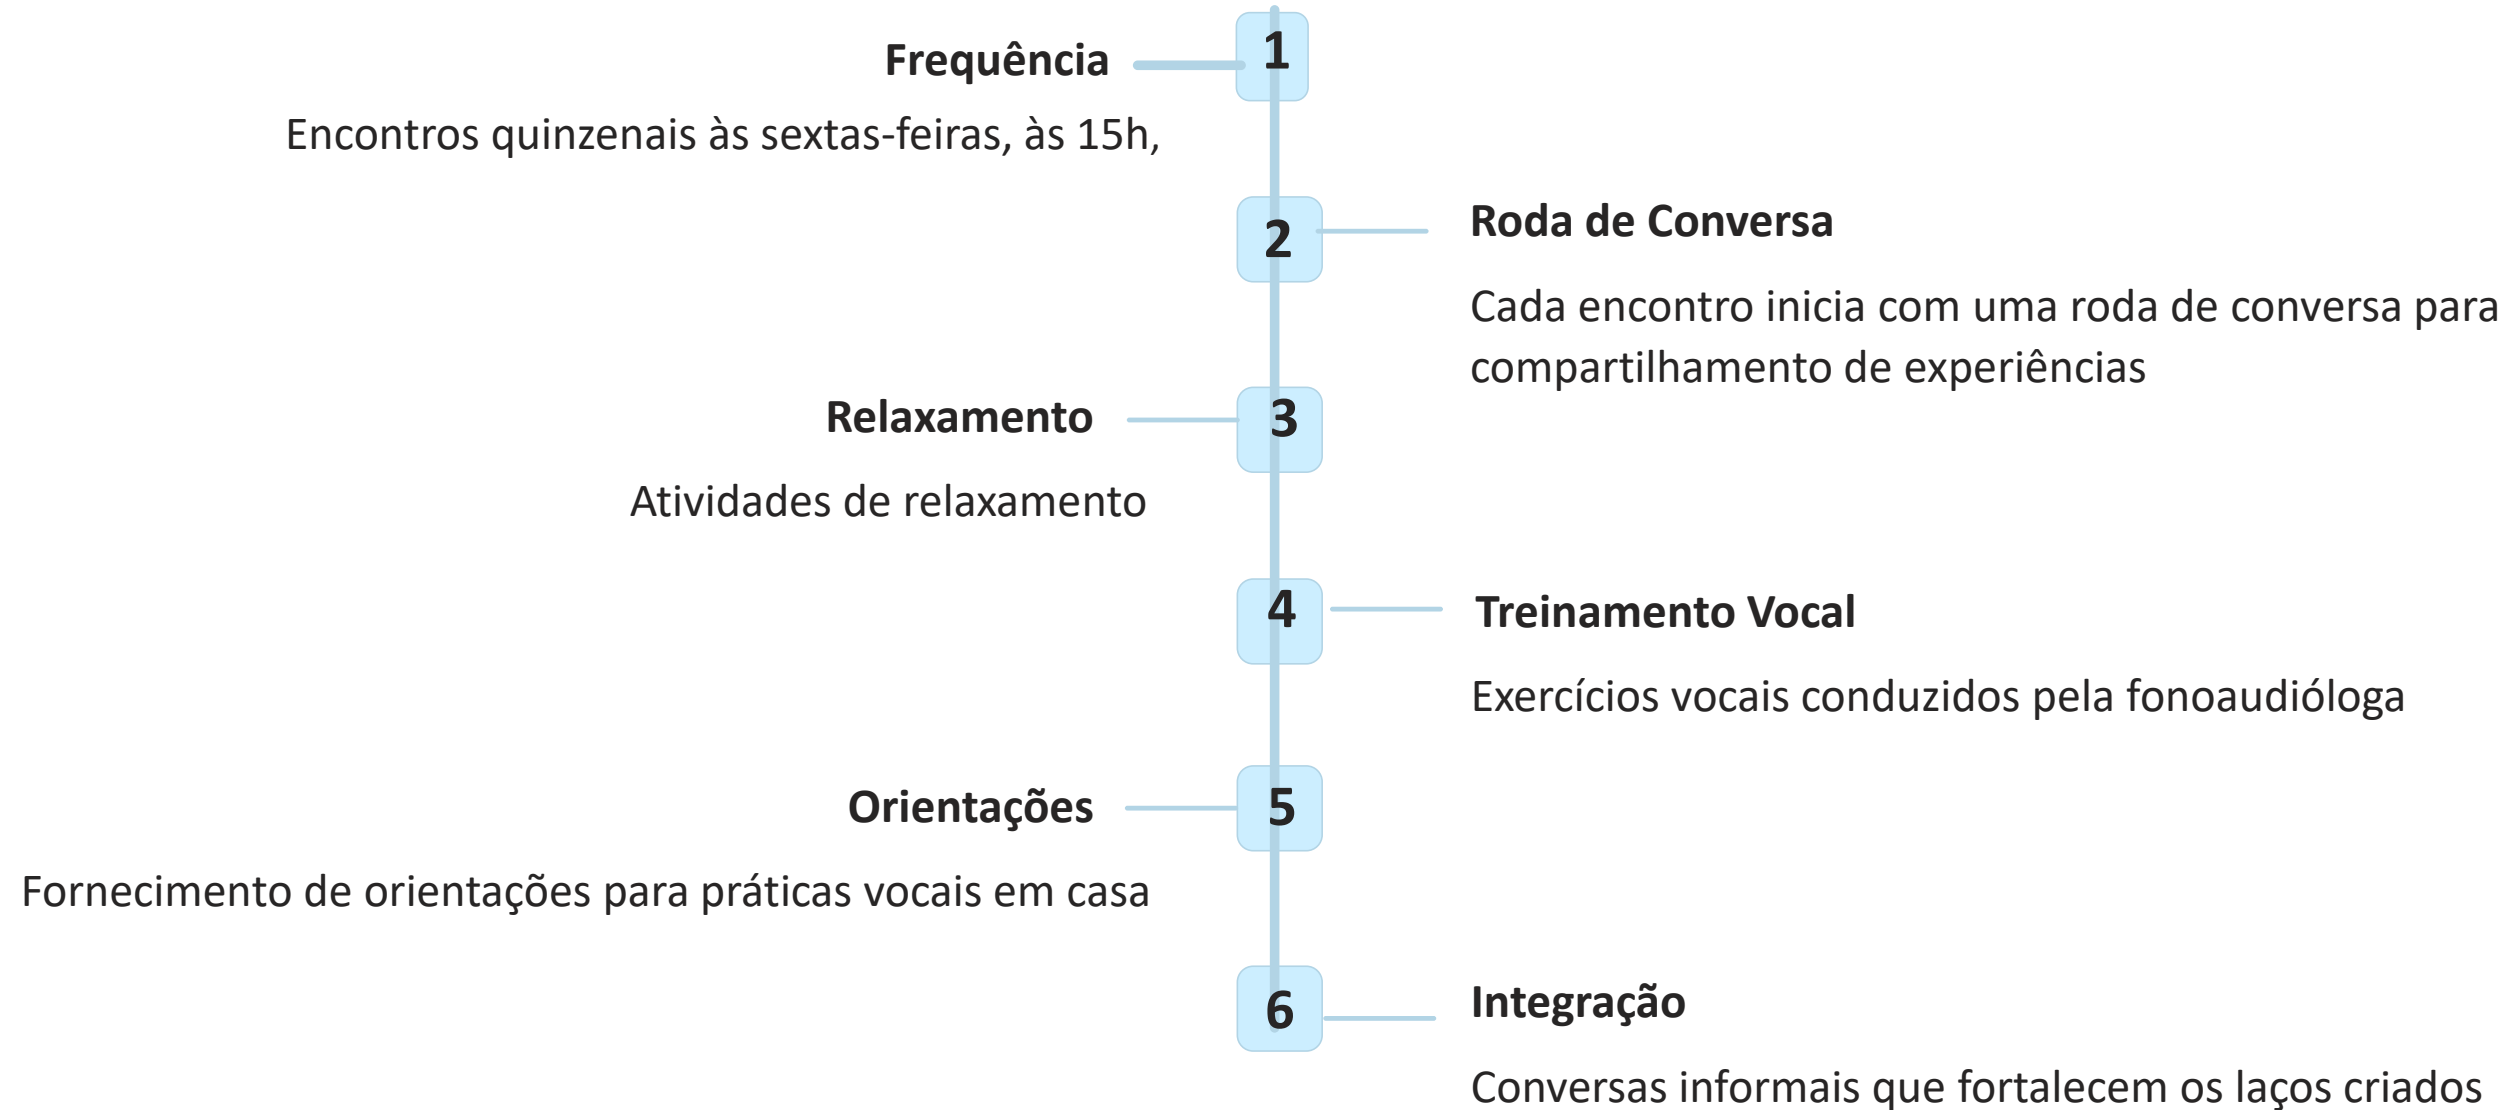 1
Frequência
Encontros quinzenais às sextas-feiras, às 15h,
2
Roda de Conversa
Cada encontro inicia com uma roda de conversa para
compartilhamento de experiências
3
Relaxamento
Atividades de relaxamento
4
Treinamento Vocal
Exercícios vocais conduzidos pela fonoaudióloga
5
Orientações
Fornecimento de orientações para práticas vocais em casa
6
Integração
Conversas informais que fortalecem os laços criados